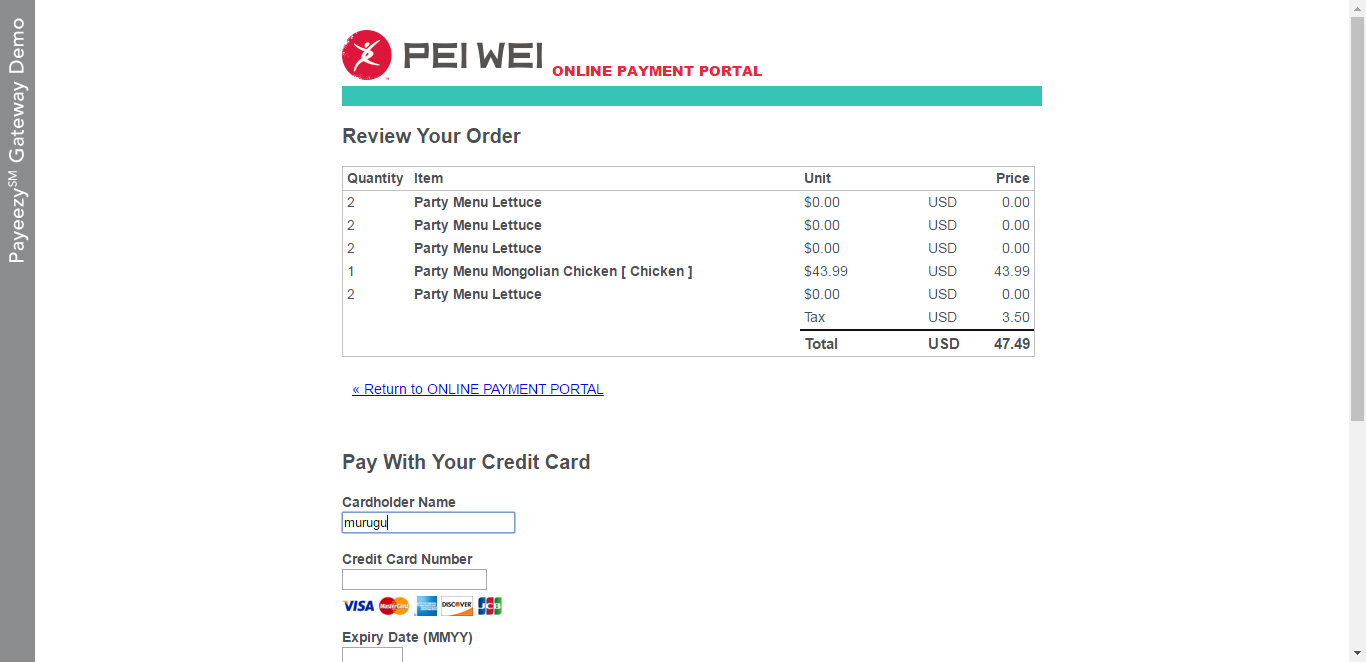 Payeezy℠ Gateway Demo
PEI WEI ONLINE PAYMENT PORTAL
Review Your Order
Quantity Item Unit Price
2 Party Menu Lettuce $0.00 USD 0.00
2 Party Menu Lettuce $0.00 USD 0.00
2 Party Menu Lettuce $0.00 USD 0.00
1 Party Menu Mongolian Chicken [ Chicken ] $43.99 USD 43.99
2 Party Menu Lettuce $0.00 USD 0.00
Tax USD 3.50
Total USD 47.49
« Return to ONLINE PAYMENT PORTAL
Pay With Your Credit Card
Cardholder Name
murugu
Credit Card Number
VISA MasterCard DISCOVER JCB
Expiry Date (MMYY)